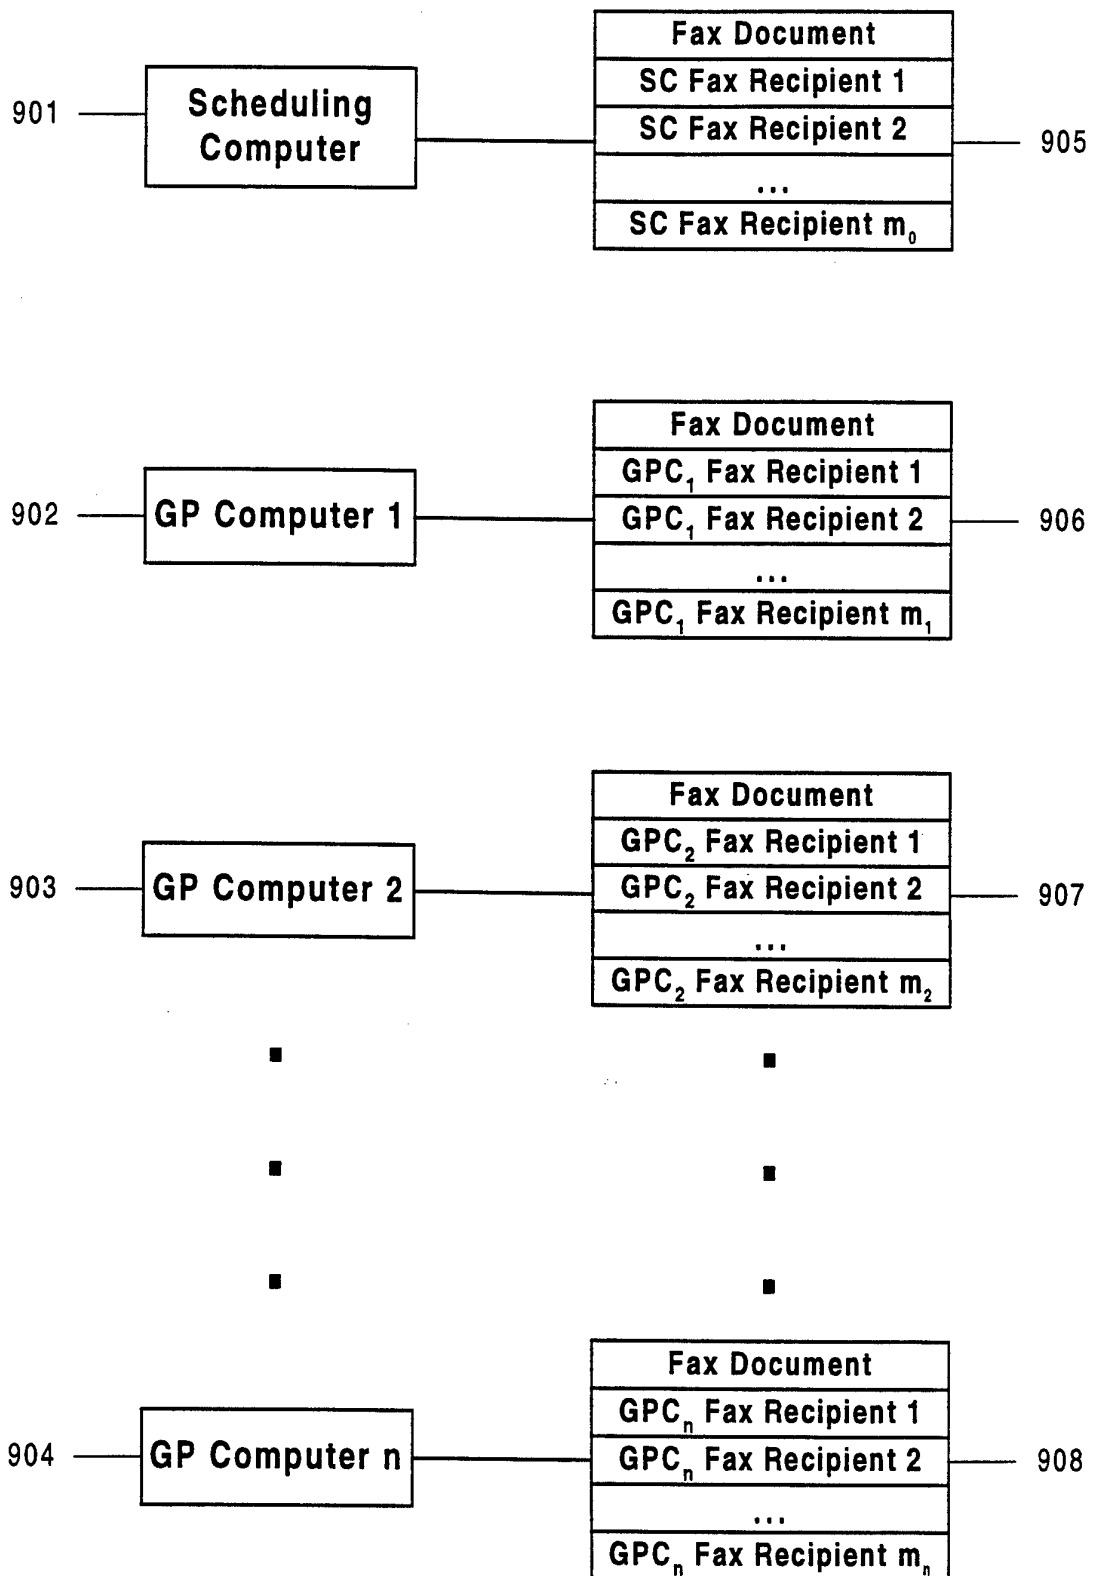 Fax Document
901
Scheduling
Computer
SC Fax Recipient 1
SC Fax Recipient 2
905
...
SC Fax Recipient m₀
Fax Document
GPC₁ Fax Recipient 1
902
GP Computer 1
GPC₁ Fax Recipient 2
906
...
GPC₁ Fax Recipient m₁
Fax Document
GPC₂ Fax Recipient 1
903
GP Computer 2
GPC₂ Fax Recipient 2
907
...
GPC₂ Fax Recipient m₂
Fax Document
GPCₙ Fax Recipient 1
904
GP Computer n
GPCₙ Fax Recipient 2
908
...
GPCₙ Fax Recipient mₙ